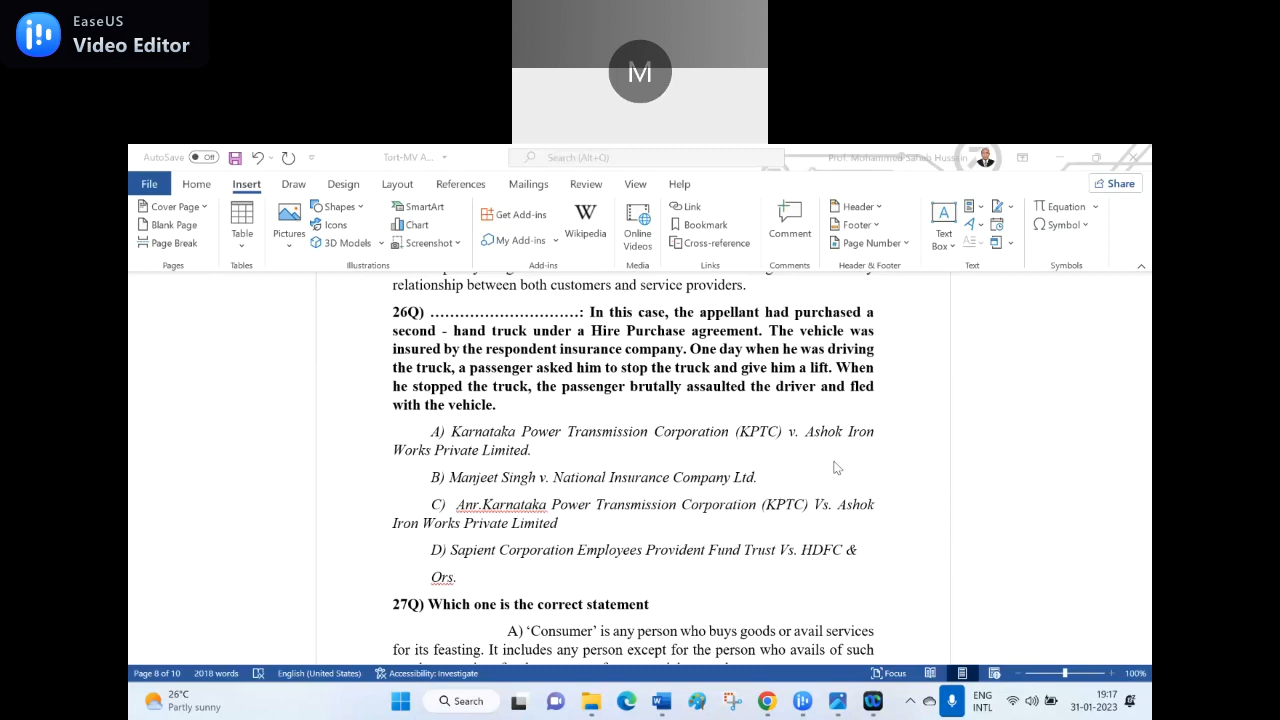 EaseUS
Video Editor
M
AutoSave Off Tort-MV A... Search (Alt+Q) Prof. Mohammed Sahab Hussein
File Home Insert Draw Design Layout References Mailings Review View Help Share
Cover Page Blank Page Page Break Pages
Table Tables
Pictures Shapes Icons 3D Models SmartArt Chart Screenshot Illustrations
Get Add-ins My Add-ins Wikipedia Add-ins
Online Videos Media
Link Bookmark Cross-reference Links
Comment Comments
Header Footer Page Number Header & Footer
A Text Box Text
Equation Symbol Symbols
relationship between both customers and service providers.
26Q) …………………………: In this case, the appellant had purchased a
second - hand truck under a Hire Purchase agreement. The vehicle was
insured by the respondent insurance company. One day when he was driving
the truck, a passenger asked him to stop the truck and give him a lift. When
he stopped the truck, the passenger brutally assaulted the driver and fled
with the vehicle.
A) Karnataka Power Transmission Corporation (KPTC) v. Ashok Iron
Works Private Limited.
B) Manjeet Singh v. National Insurance Company Ltd.
C) Anr.Karnataka Power Transmission Corporation (KPTC) Vs. Ashok
Iron Works Private Limited
D) Sapient Corporation Employees Provident Fund Trust Vs. HDFC &
Ors.
27Q) Which one is the correct statement
A) ‘Consumer’ is any person who buys goods or avail services
for its feasting. It includes any person except for the person who avails of such
Page 8 of 10 2018 words English (United States) Accessibility: Investigate Focus 100%
26°C
Partly sunny
Search
ENG
INTL
19:17
31-01-2023